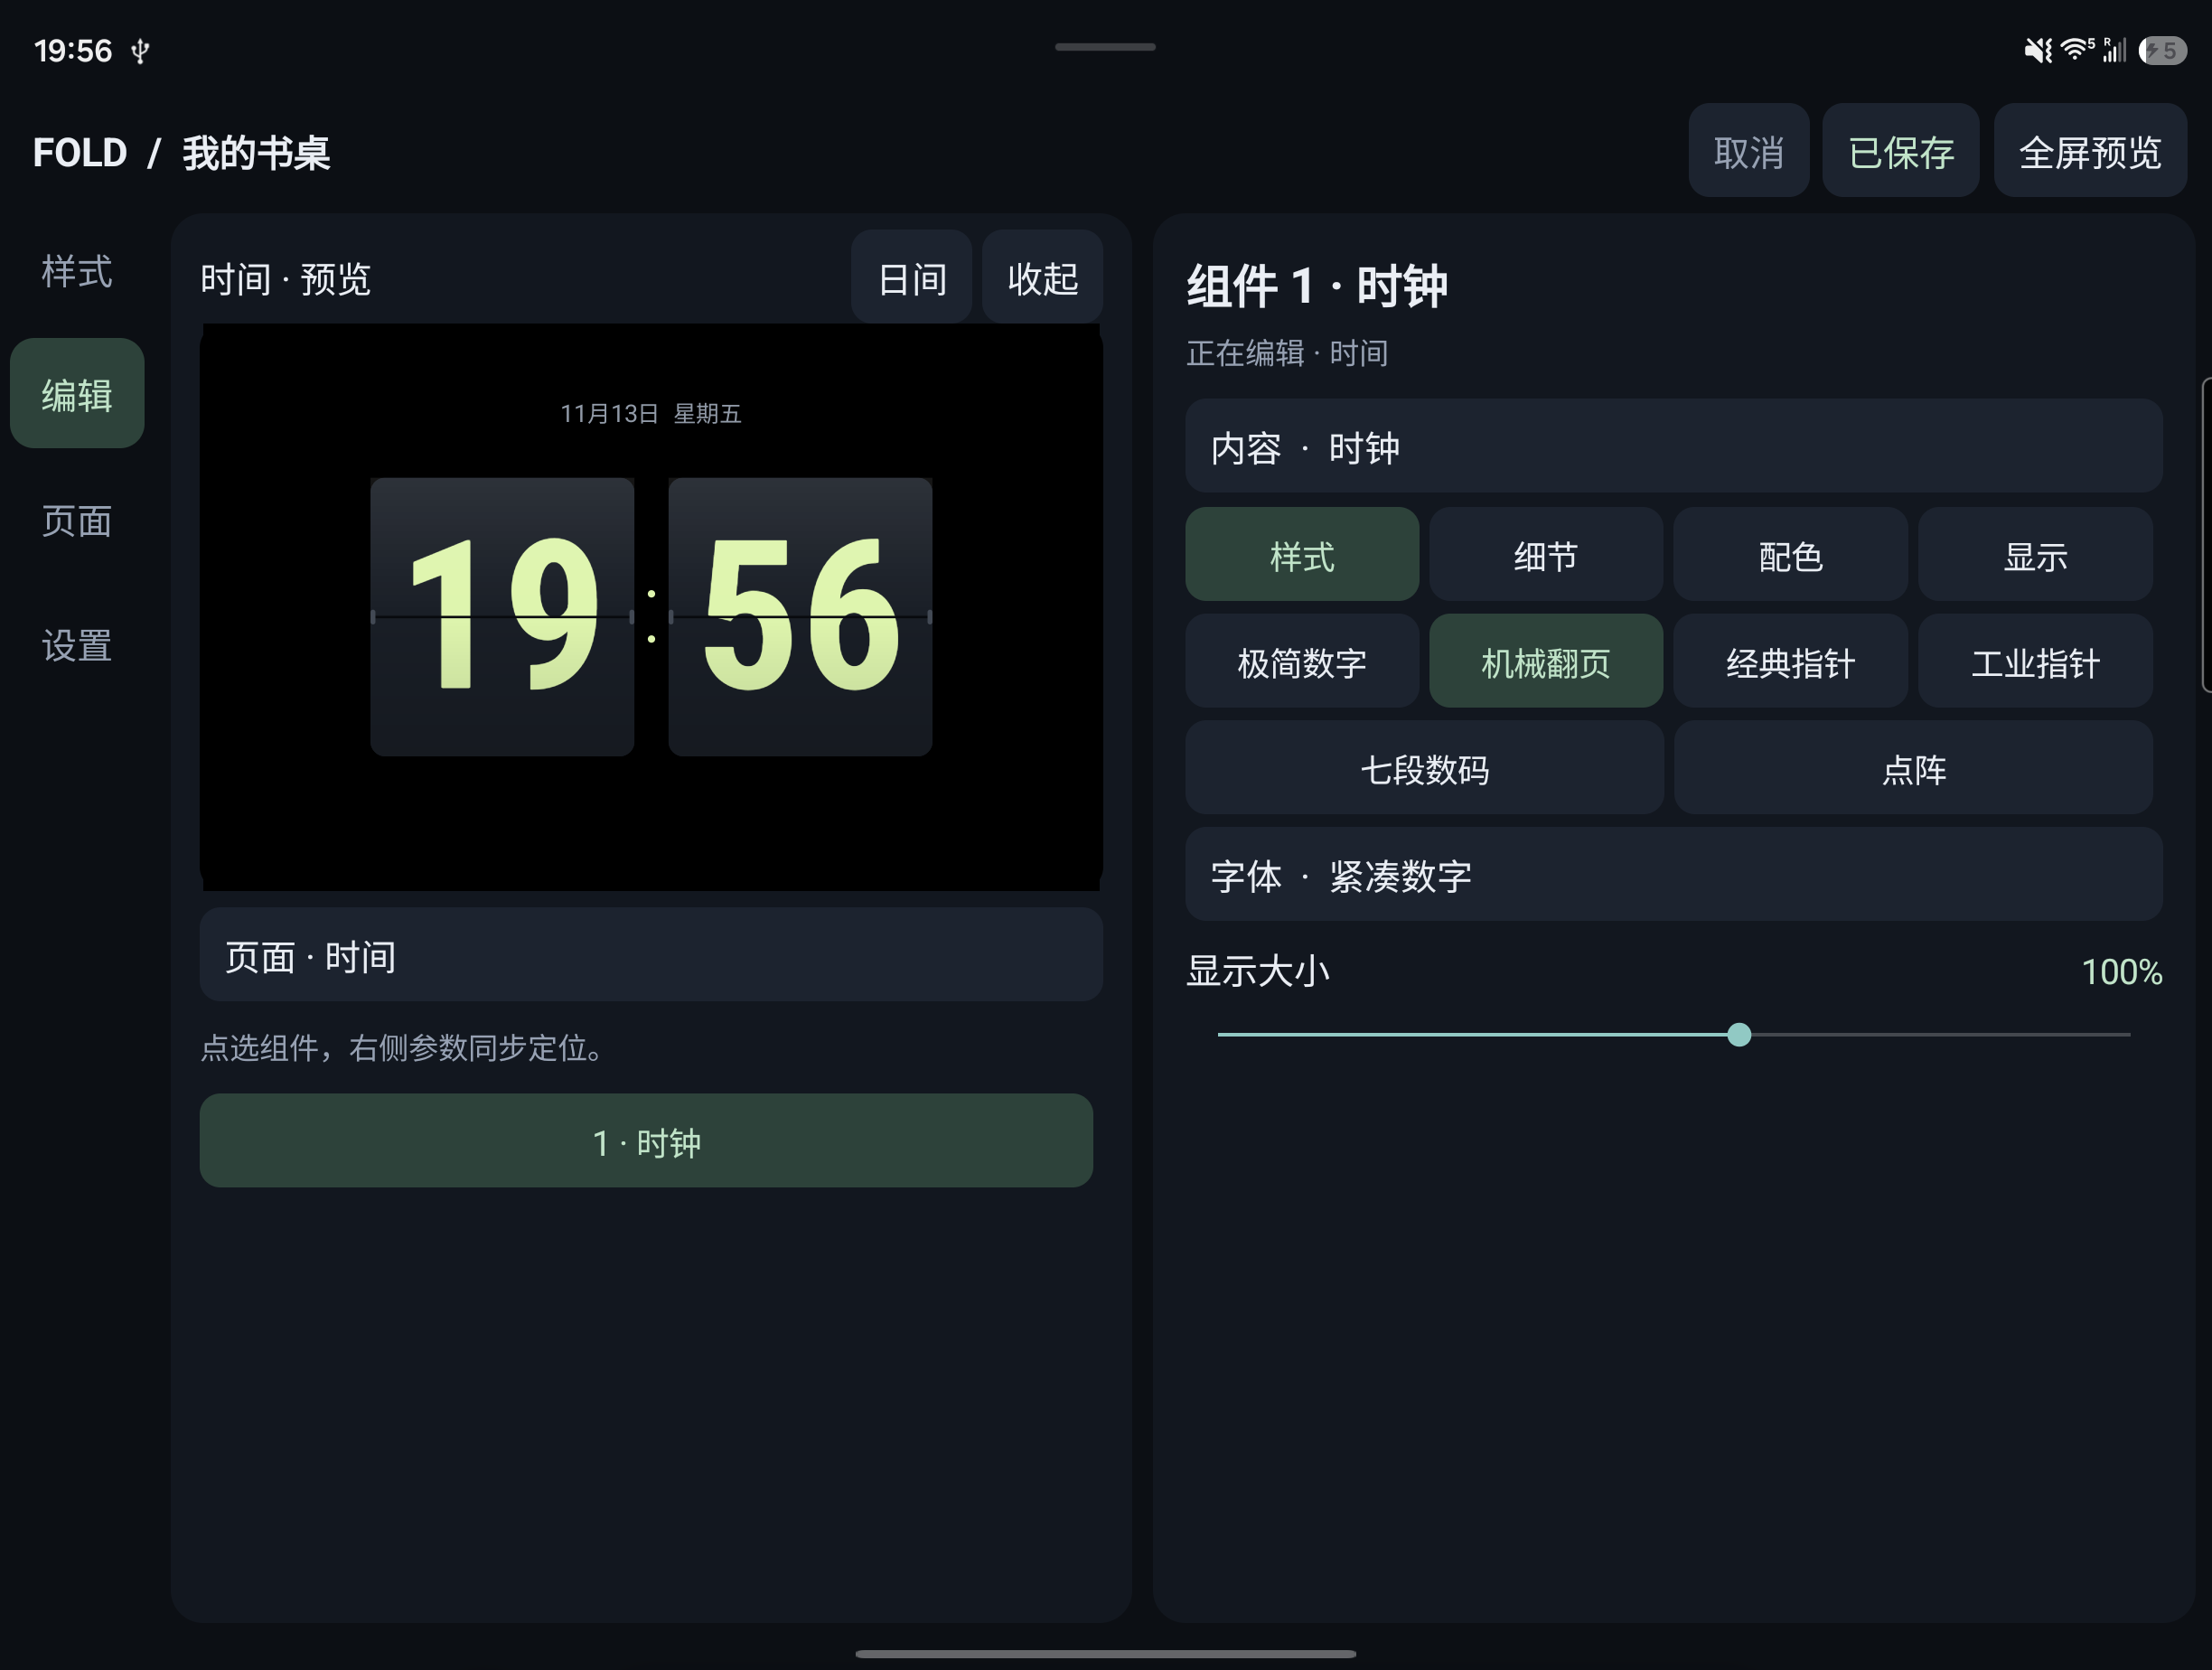 19:56
5
R
5
FOLD / 我的书桌
取消
已保存
全屏预览
样式
编辑
页面
设置
时间 · 预览
日间
收起
11月13日 星期五
19:56
页面 · 时间
点选组件，右侧参数同步定位。
1 · 时钟
组件 1 · 时钟
正在编辑 · 时间
内容 · 时钟
样式
细节
配色
显示
极简数字
机械翻页
经典指针
工业指针
七段数码
点阵
字体 · 紧凑数字
显示大小
100%